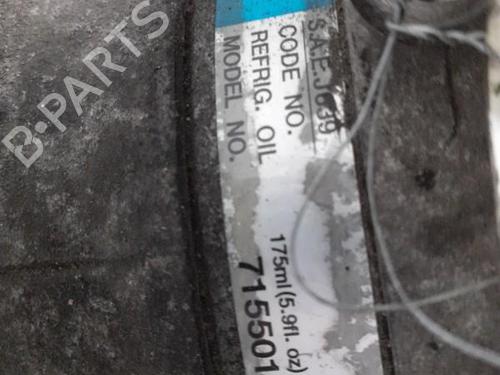 S.A.E. J639
CODE NO.
REFRIG. OIL 175ml (5.9fl. oz)
MODEL NO. 715501
B-PARTS